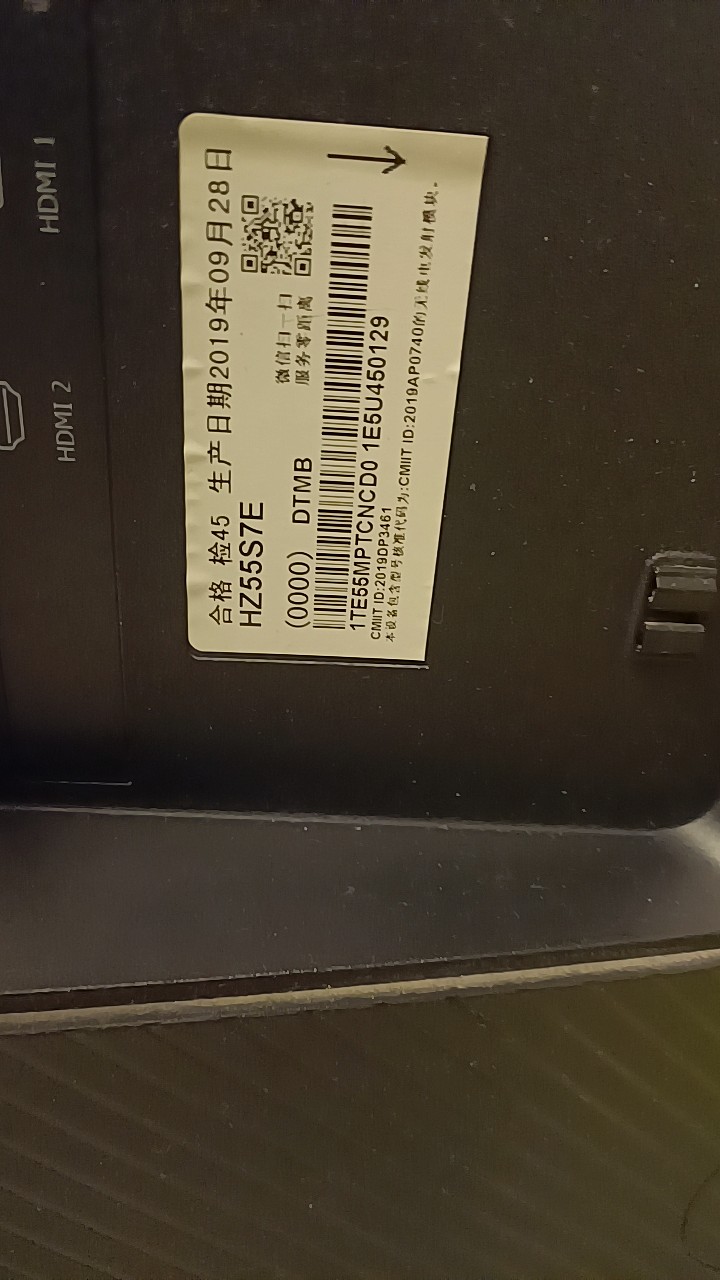 HDMI 1
HDMI 2
合格 检45 生产日期2019年09月28日
HZ55S7E
(0000) DTMB
微信扫一扫
服务零距离
1TE55MPTCNCD0 1E5U450129
CMIIT ID:2019DP3461
本设备包含型号核准代码为:CMIIT ID:2019AP0740的无线电发射模块.